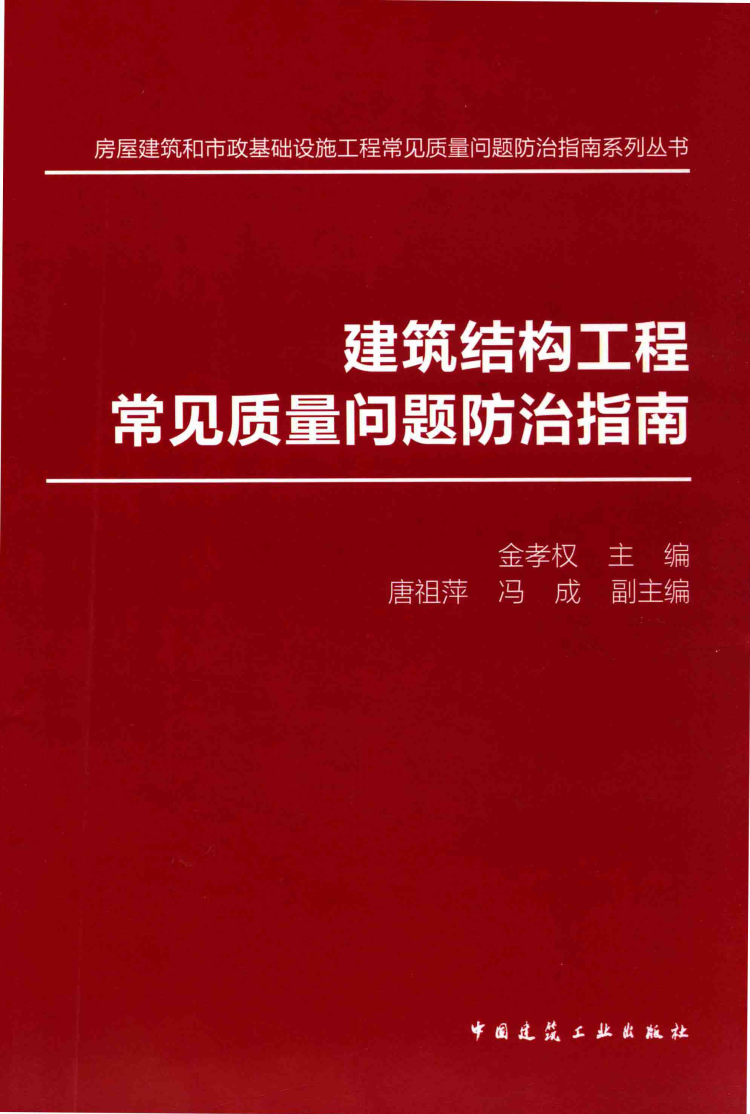 房屋建筑和市政基础设施工程常见质量问题防治指南系列丛书
建筑结构工程
常见质量问题防治指南
金孝权 主 编
唐祖萍 冯 成 副主编
中国建筑工业出版社